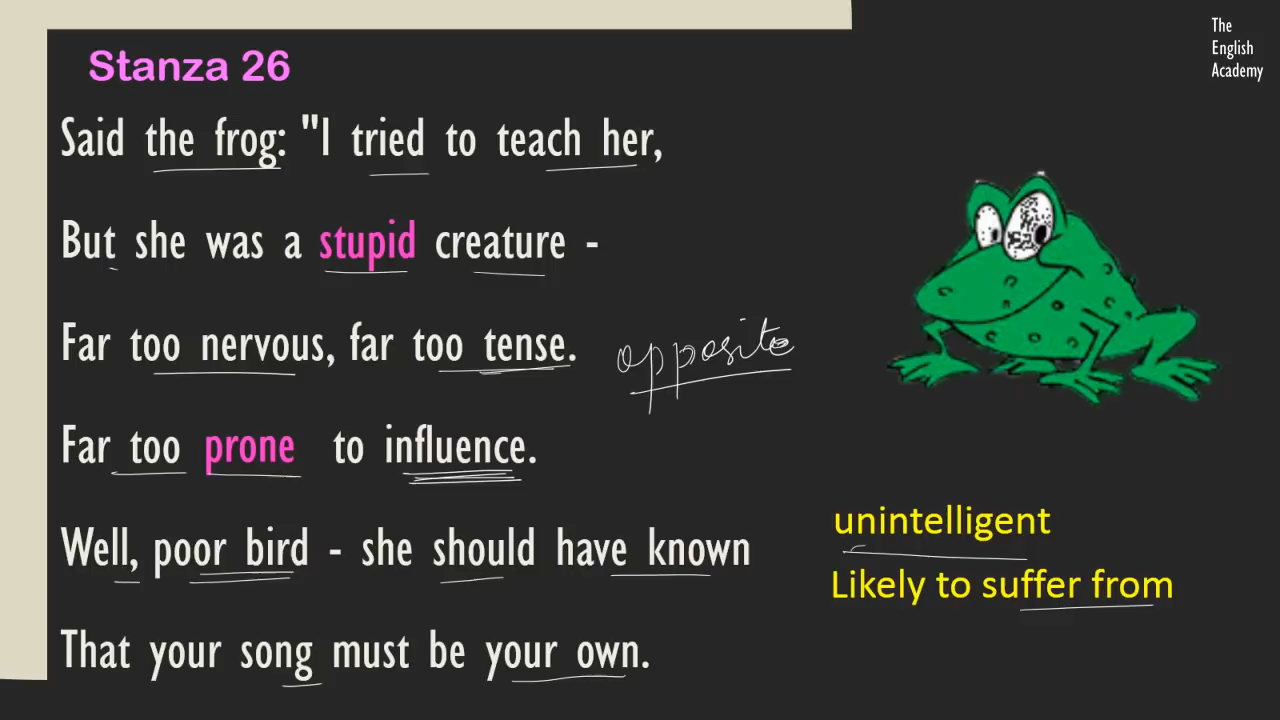 The
English
Academy
Stanza 26
Said the frog: "I tried to teach her,
But she was a stupid creature -
Far too nervous, far too tense.
opposite
Far too prone to influence.
Well, poor bird - she should have known
That your song must be your own.
unintelligent
Likely to suffer from